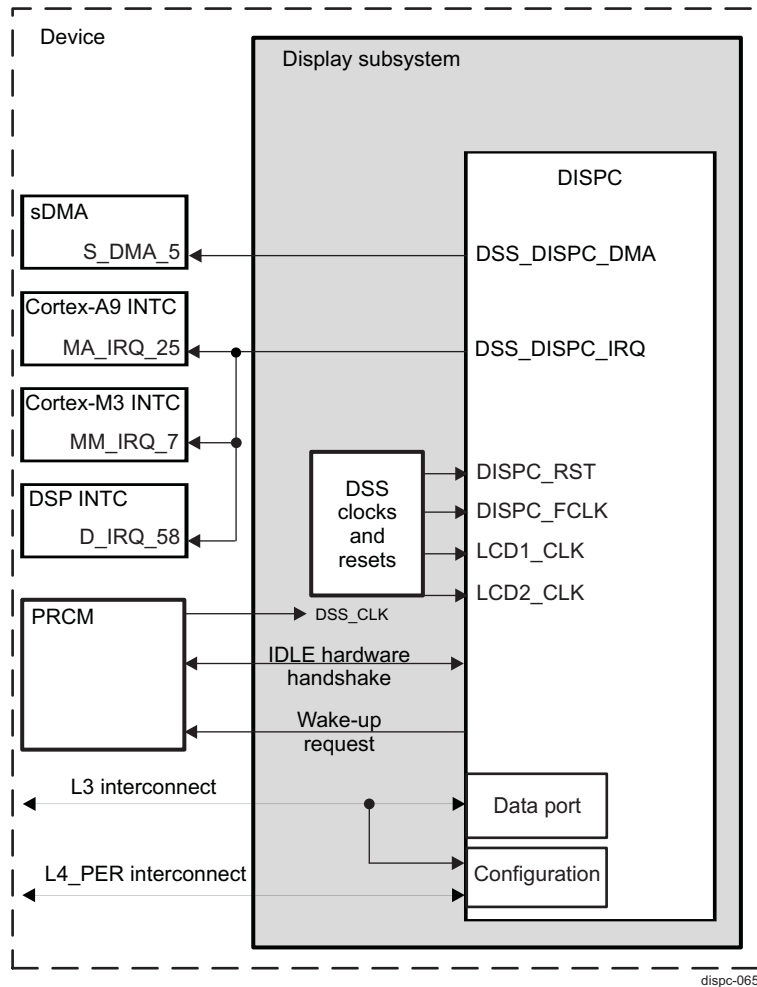 Device
Display subsystem
DISPC
sDMA
S_DMA_5
DSS_DISPC_DMA
Cortex-A9 INTC
MA_IRQ_25
DSS_DISPC_IRQ
Cortex-M3 INTC
MM_IRQ_7
DSP INTC
D_IRQ_58
DSS
clocks
and
resets
DISPC_RST
DISPC_FCLK
LCD1_CLK
LCD2_CLK
PRCM
DSS_CLK
IDLE hardware
handshake
Wake-up
request
L3 interconnect
Data port
L4_PER interconnect
Configuration
dispc-065